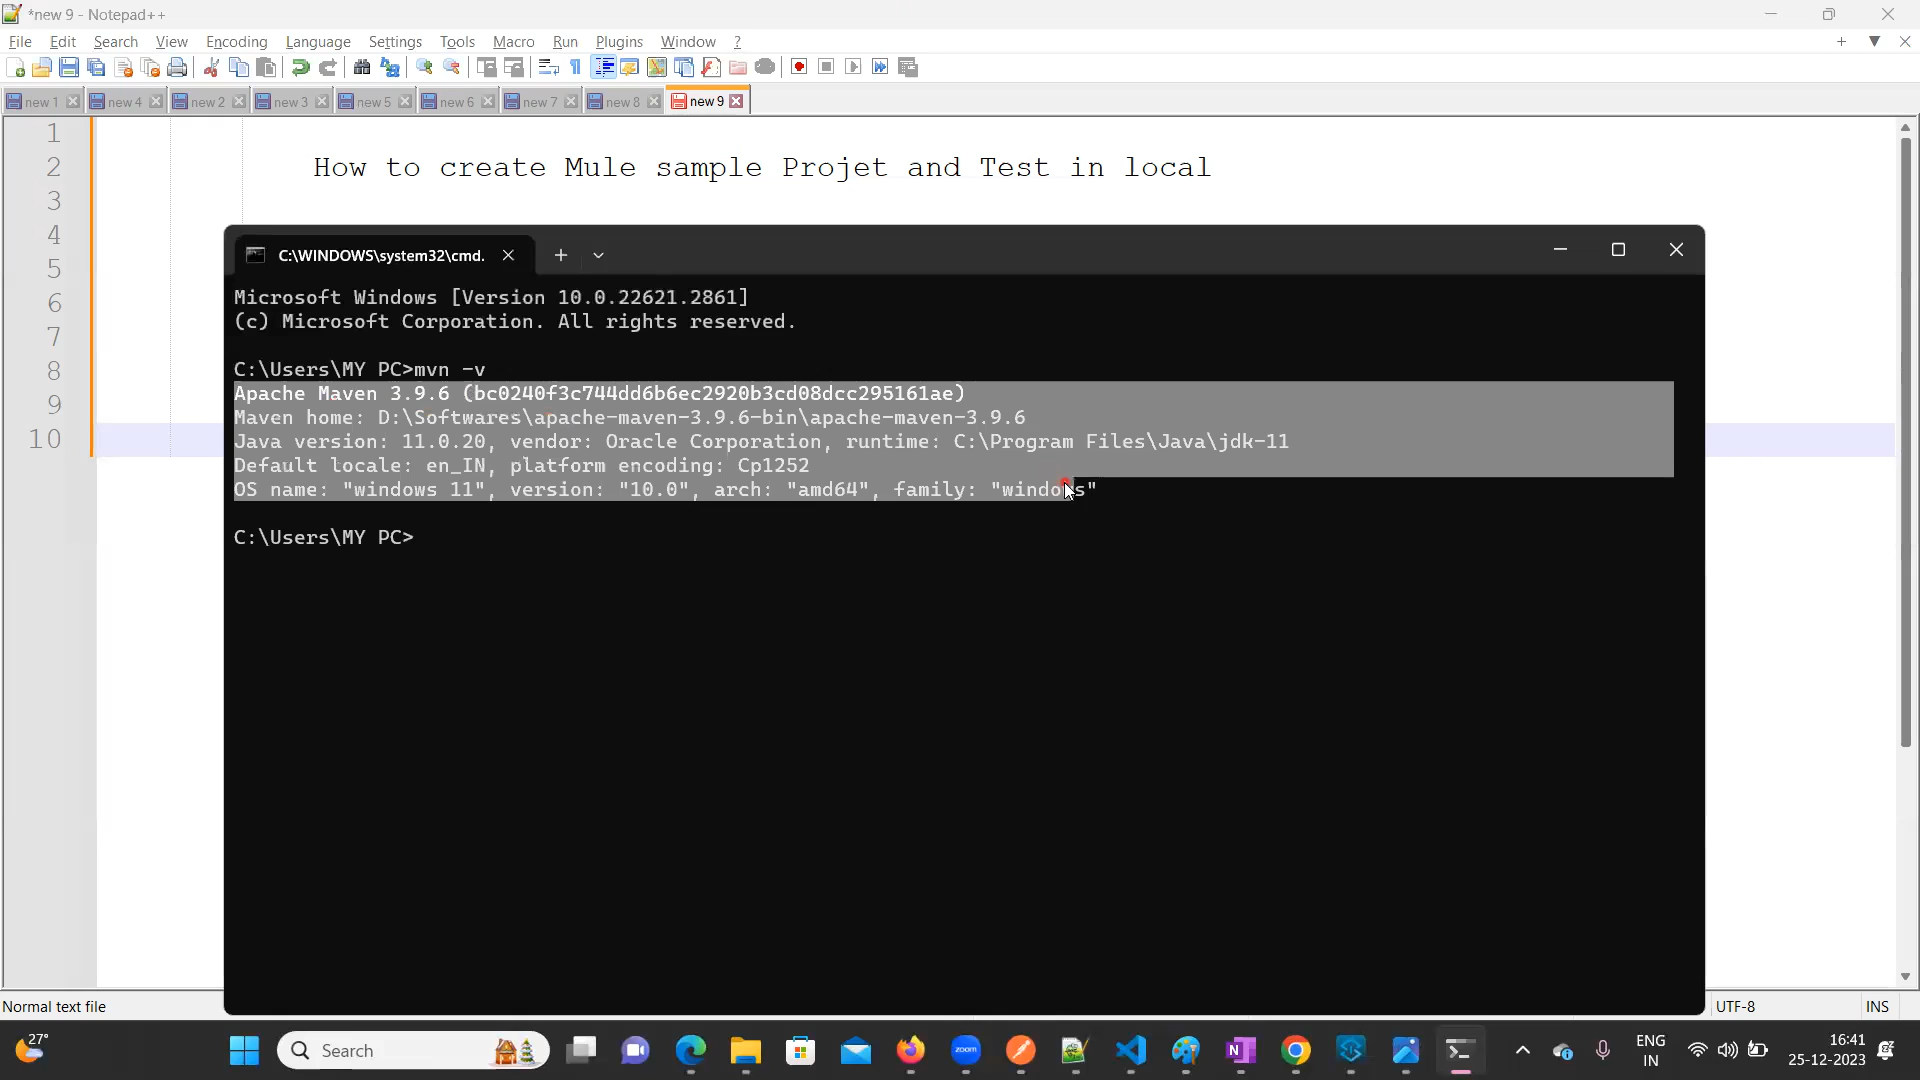 *new 9 - Notepad++
File Edit Search View Encoding Language Settings Tools Macro Run Plugins Window ?
new 1 new 4 new 2 new 3 new 5 new 6 new 7 new 8 new 9
1
2 How to create Mule sample Projet and Test in local
3
4
5
6
7
8
9
10
C:\WINDOWS\system32\cmd.
Microsoft Windows [Version 10.0.22621.2861]
(c) Microsoft Corporation. All rights reserved.
C:\Users\MY PC>mvn -v
Apache Maven 3.9.6 (bc0240f3c744dd6b6ec2920b3cd08dcc295161ae)
Maven home: D:\Softwares\apache-maven-3.9.6-bin\apache-maven-3.9.6
Java version: 11.0.20, vendor: Oracle Corporation, runtime: C:\Program Files\Java\jdk-11
Default locale: en_IN, platform encoding: Cp1252
OS name: "windows 11", version: "10.0", arch: "amd64", family: "windows"
C:\Users\MY PC>
Normal text file UTF-8 INS
27° Search zoom N ENG 16:41
IN 25-12-2023